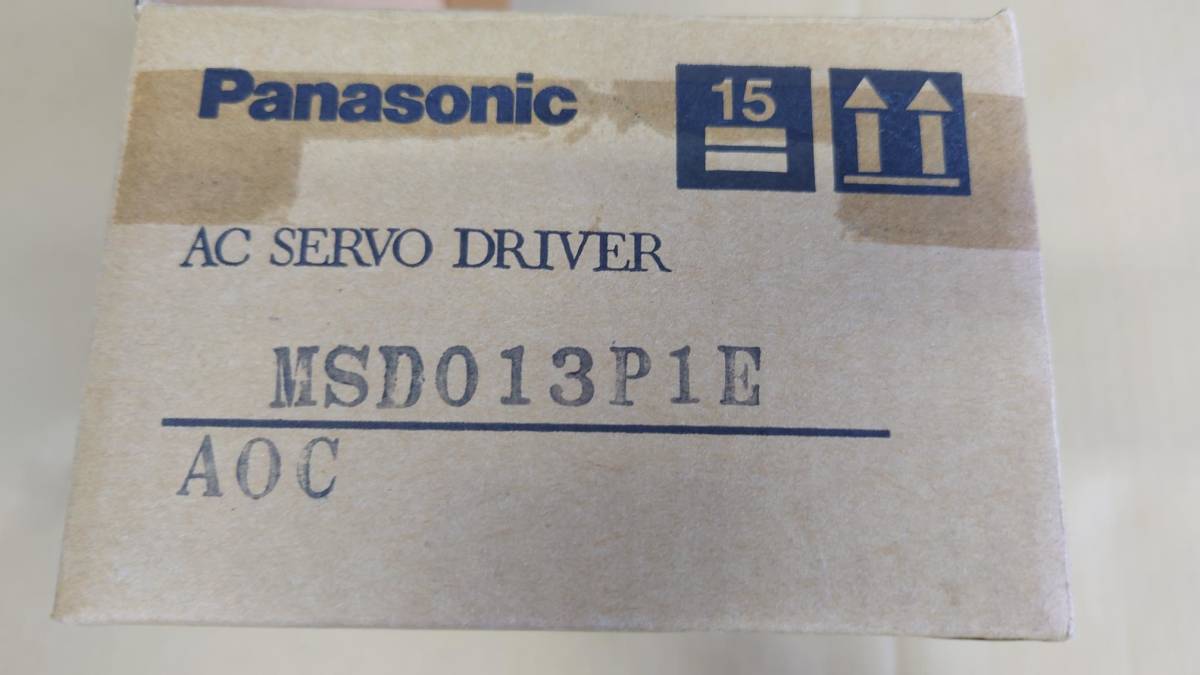 Panasonic
15
AC SERVO DRIVER
MSD013P1E
AOC